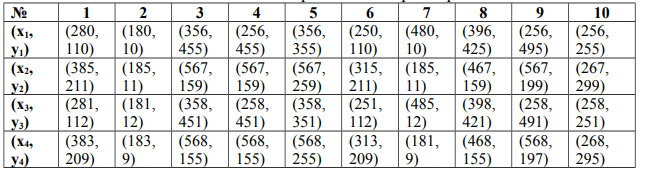 № 1 2 3 4 5 6 7 8 9 10
(x₁, (280, (180, (356, (256, (356, (250, (480, (396, (256, (256,
y₁) 110) 10) 455) 455) 355) 110) 10) 425) 495) 255)
(x₂, (385, (185, (567, (567, (567, (315, (185, (467, (567, (267,
y₂) 211) 11) 159) 159) 259) 211) 11) 159) 199) 299)
(x₃, (281, (181, (358, (258, (358, (251, (485, (398, (258, (258,
y₃) 112) 12) 451) 451) 351) 112) 12) 421) 491) 251)
(x₄, (383, (183, (568, (568, (568, (313, (181, (468, (568, (268,
y₄) 209) 9) 155) 155) 255) 209) 9) 155) 197) 295)